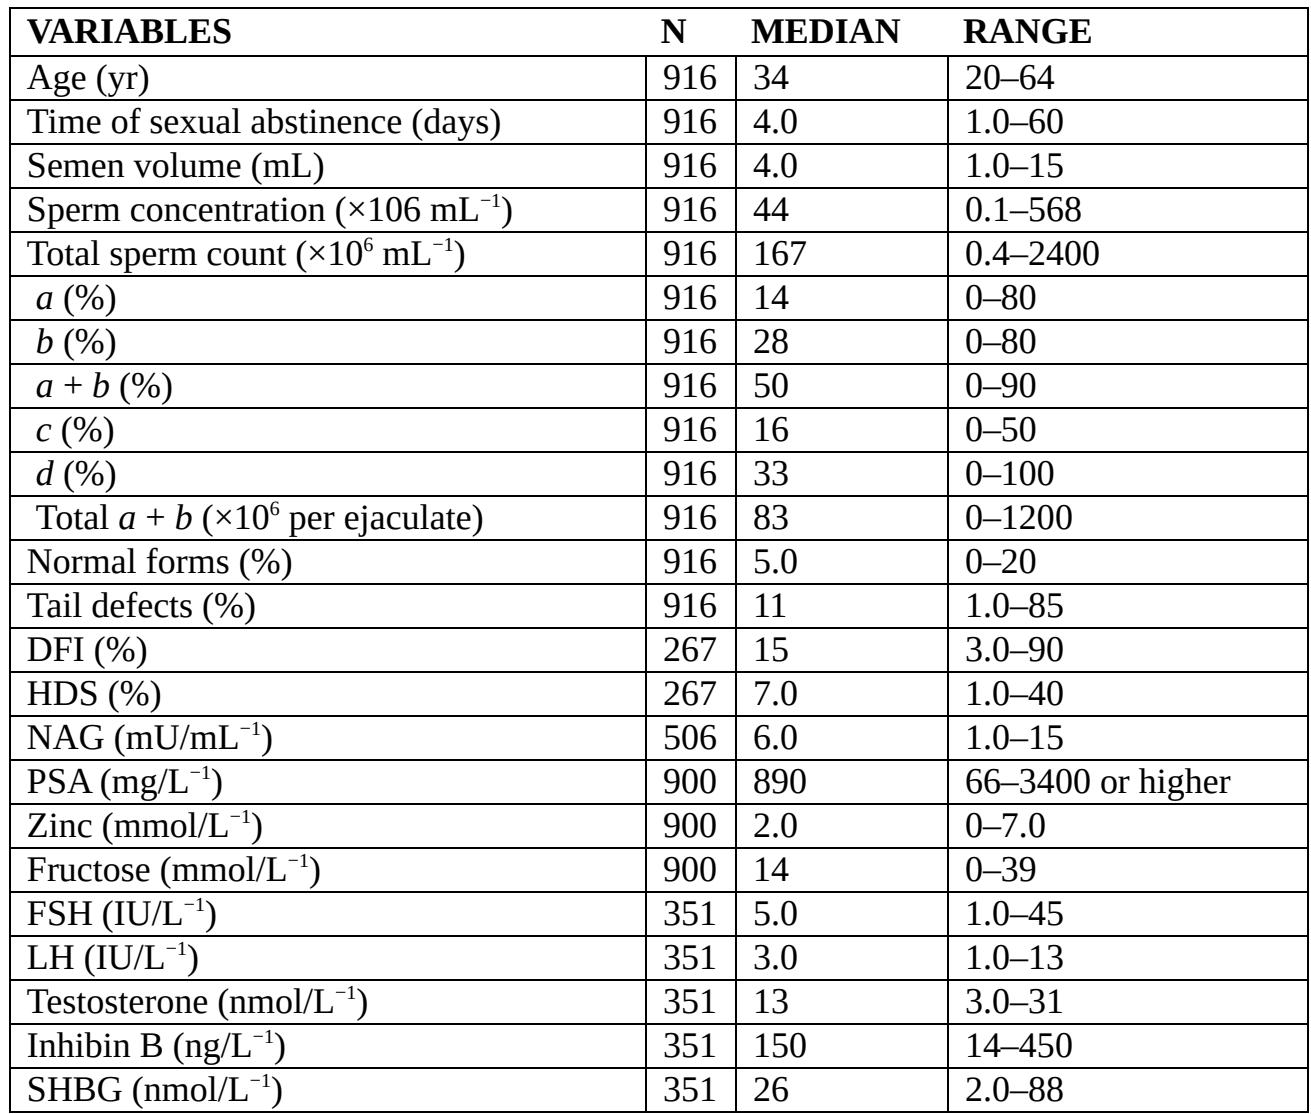 VARIABLES N MEDIAN RANGE
Age (yr) 916 34 20–64
Time of sexual abstinence (days) 916 4.0 1.0–60
Semen volume (mL) 916 4.0 1.0–15
Sperm concentration (×106 mL⁻¹) 916 44 0.1–568
Total sperm count (×10⁶ mL⁻¹) 916 167 0.4–2400
a (%) 916 14 0–80
b (%) 916 28 0–80
a + b (%) 916 50 0–90
c (%) 916 16 0–50
d (%) 916 33 0–100
Total a + b (×10⁶ per ejaculate) 916 83 0–1200
Normal forms (%) 916 5.0 0–20
Tail defects (%) 916 11 1.0–85
DFI (%) 267 15 3.0–90
HDS (%) 267 7.0 1.0–40
NAG (mU/mL⁻¹) 506 6.0 1.0–15
PSA (mg/L⁻¹) 900 890 66–3400 or higher
Zinc (mmol/L⁻¹) 900 2.0 0–7.0
Fructose (mmol/L⁻¹) 900 14 0–39
FSH (IU/L⁻¹) 351 5.0 1.0–45
LH (IU/L⁻¹) 351 3.0 1.0–13
Testosterone (nmol/L⁻¹) 351 13 3.0–31
Inhibin B (ng/L⁻¹) 351 150 14–450
SHBG (nmol/L⁻¹) 351 26 2.0–88